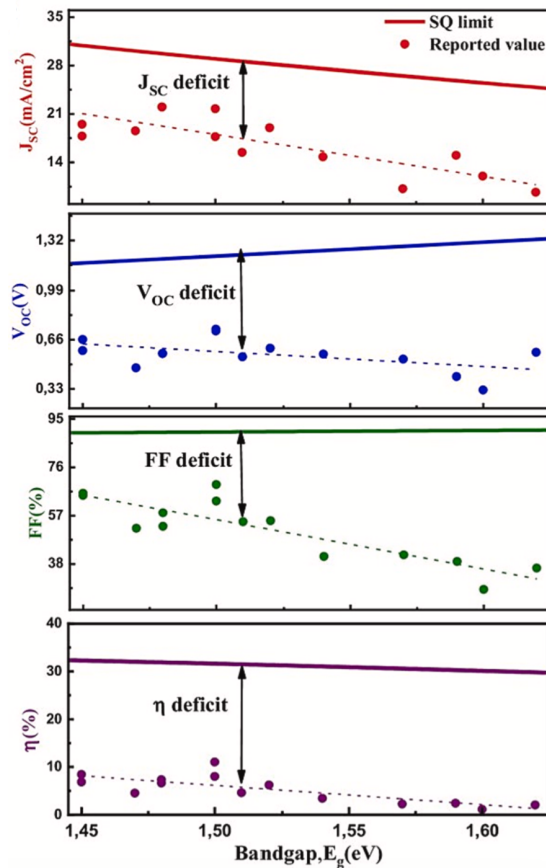 SQ limit
Reported value
35
28
21
14
J_SC(mA/cm²)
J_SC deficit
1,32
0,99
0,66
0,33
V_OC(V)
V_OC deficit
95
76
57
38
FF(%)
FF deficit
40
30
20
10
0
η(%)
η deficit
1,45
1,50
1,55
1,60
Bandgap,E_g(eV)